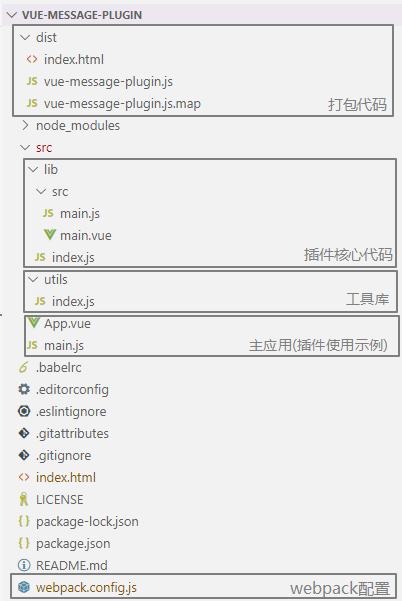 VUE-MESSAGE-PLUGIN
dist
index.html
JS vue-message-plugin.js
JS vue-message-plugin.js.map 打包代码
node_modules
src
lib
src
JS main.js
main.vue
JS index.js 插件核心代码
utils
JS index.js 工具库
App.vue
JS main.js 主应用(插件使用示例)
.babelrc
.editorconfig
.eslintignore
.gitattributes
.gitignore
index.html
LICENSE
package-lock.json
package.json
README.md
webpack.config.js webpack配置